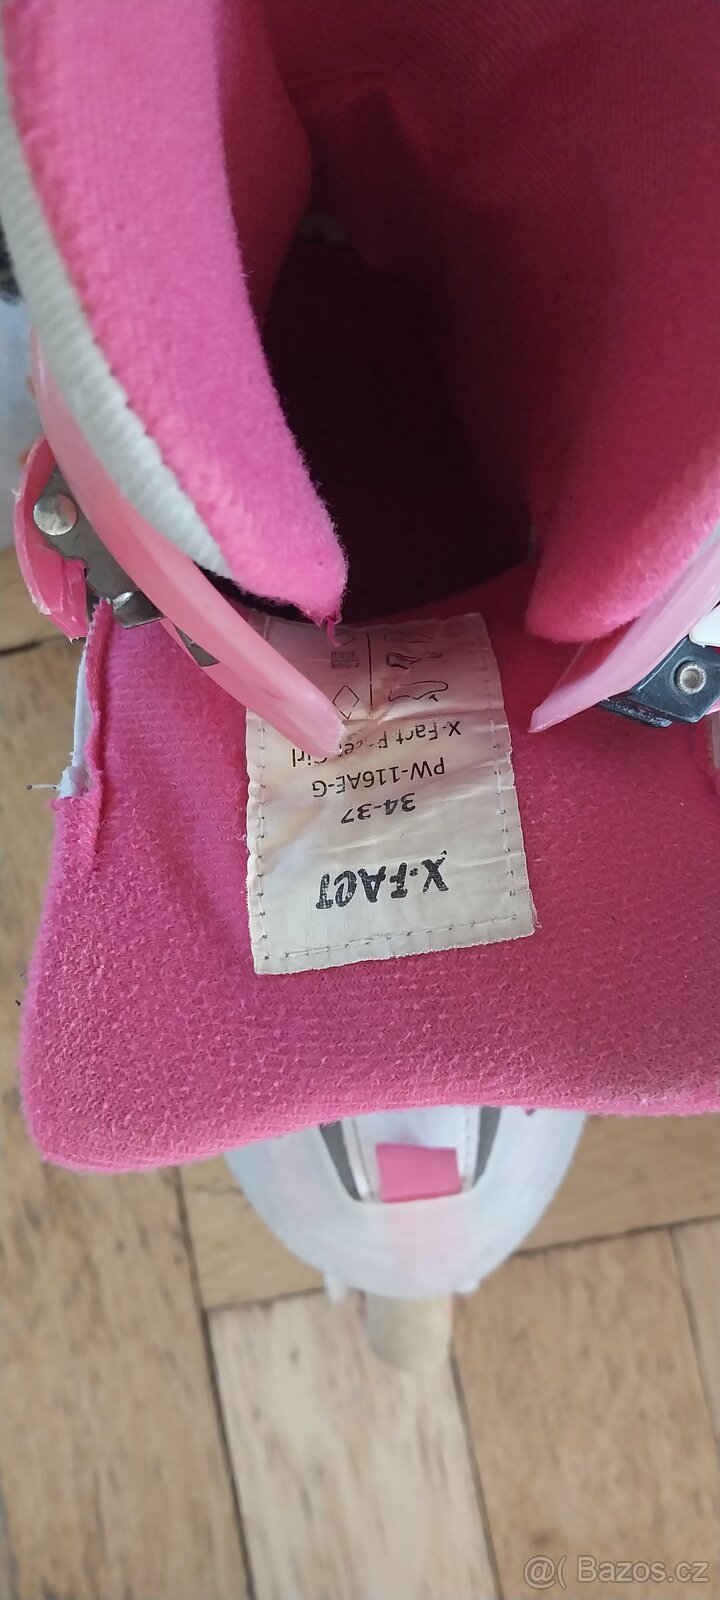 X-FACT
34-37
PW-116AE-G
X-Fact Girl
@( Bazos.cz